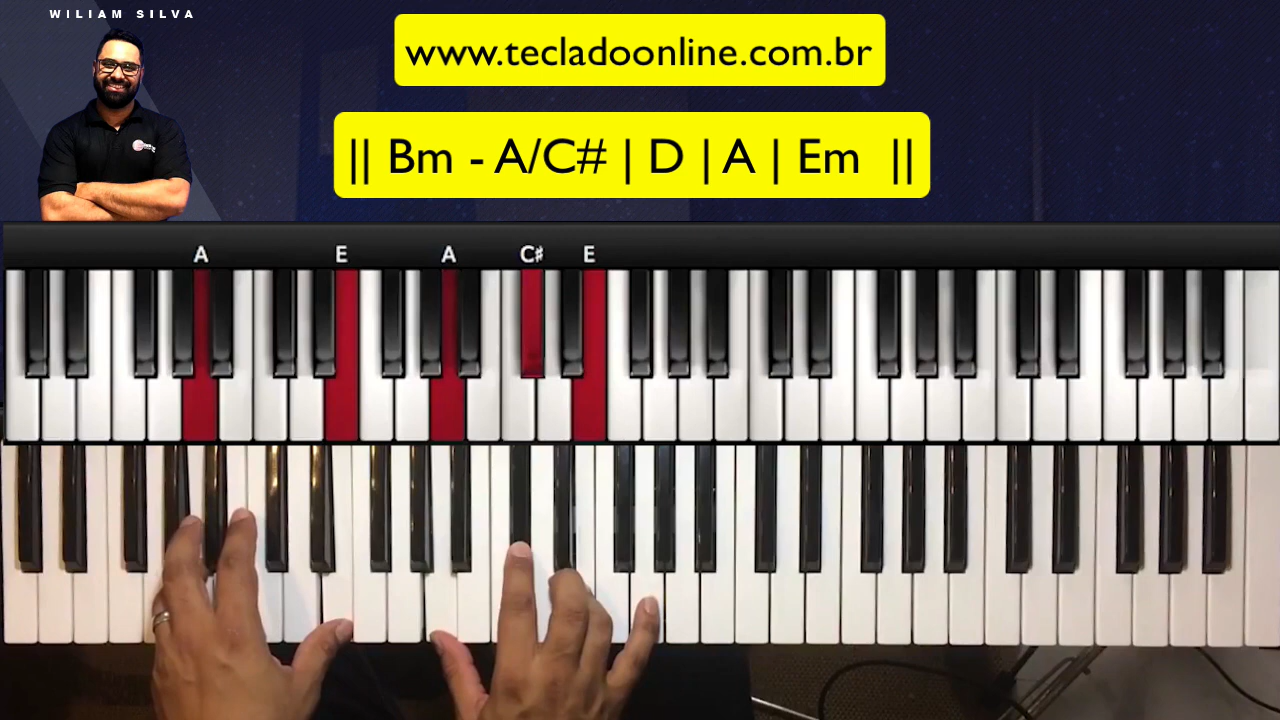 WILIAM SILVA
www.tecladoonline.com.br
|| Bm - A/C# | D | A | Em ||
A E A C♯ E